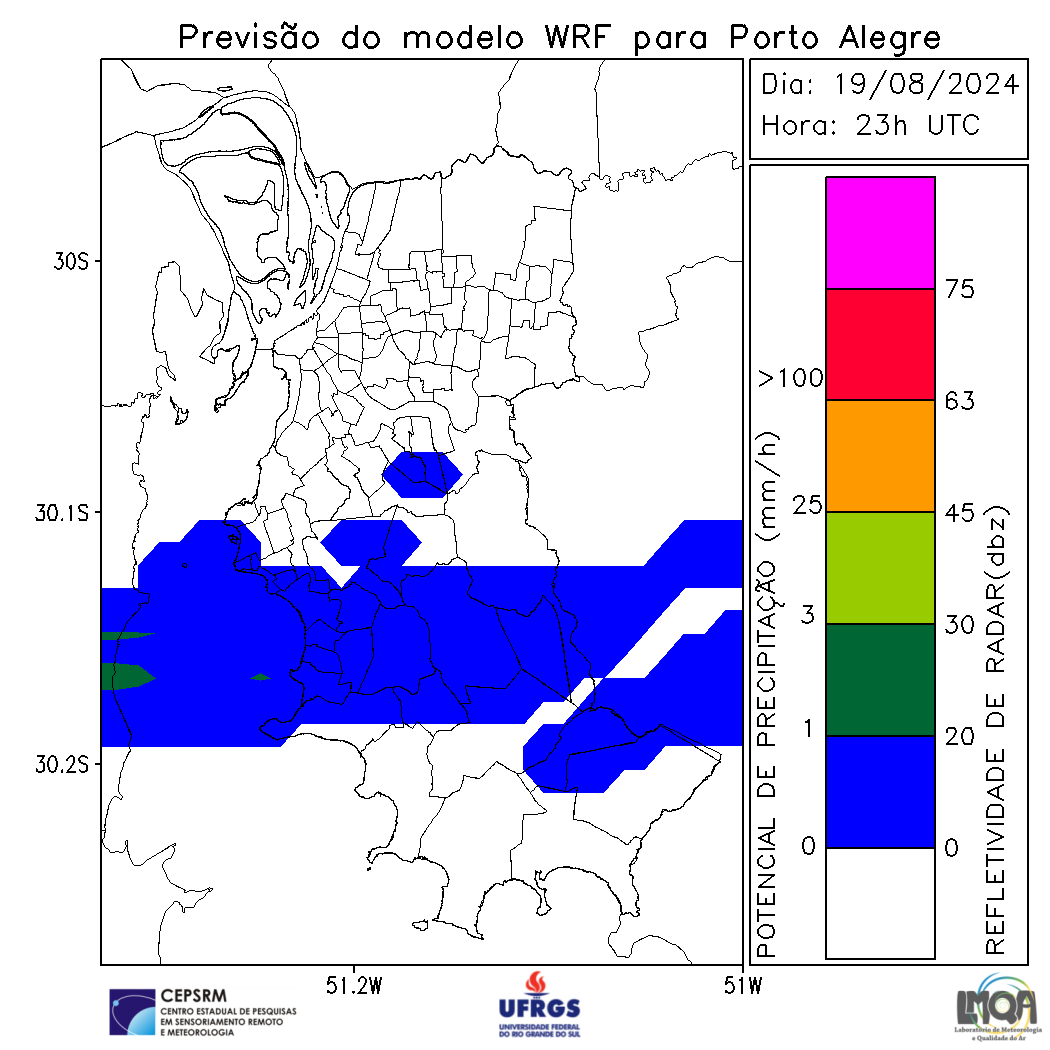 Previsão do modelo WRF para Porto Alegre
Dia: 19/08/2024
Hora: 23h UTC
30S
30.1S
30.2S
51.2W
51W
POTENCIAL DE PRECIPITAÇÃO (mm/h)
>100
25
3
1
0
75
63
45
30
20
0
REFLETIVIDADE DE RADAR(dbz)
CEPSRM
CENTRO ESTADUAL DE PESQUISAS
EM SENSORIAMENTO REMOTO
E METEOROLOGIA
UFRGS
UNIVERSIDADE FEDERAL
DO RIO GRANDE DO SUL
LMQA
Laboratório de Meteorologia
e Qualidade do Ar